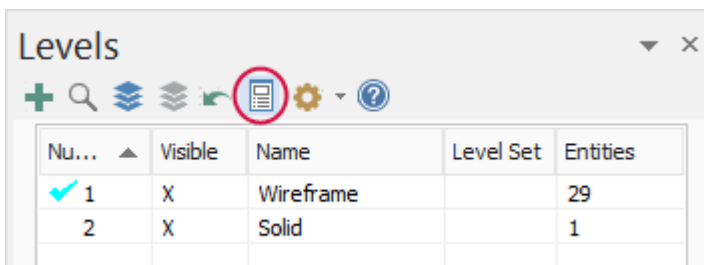 Levels
Nu... Visible Name Level Set Entities
1 X Wireframe 29
2 X Solid 1